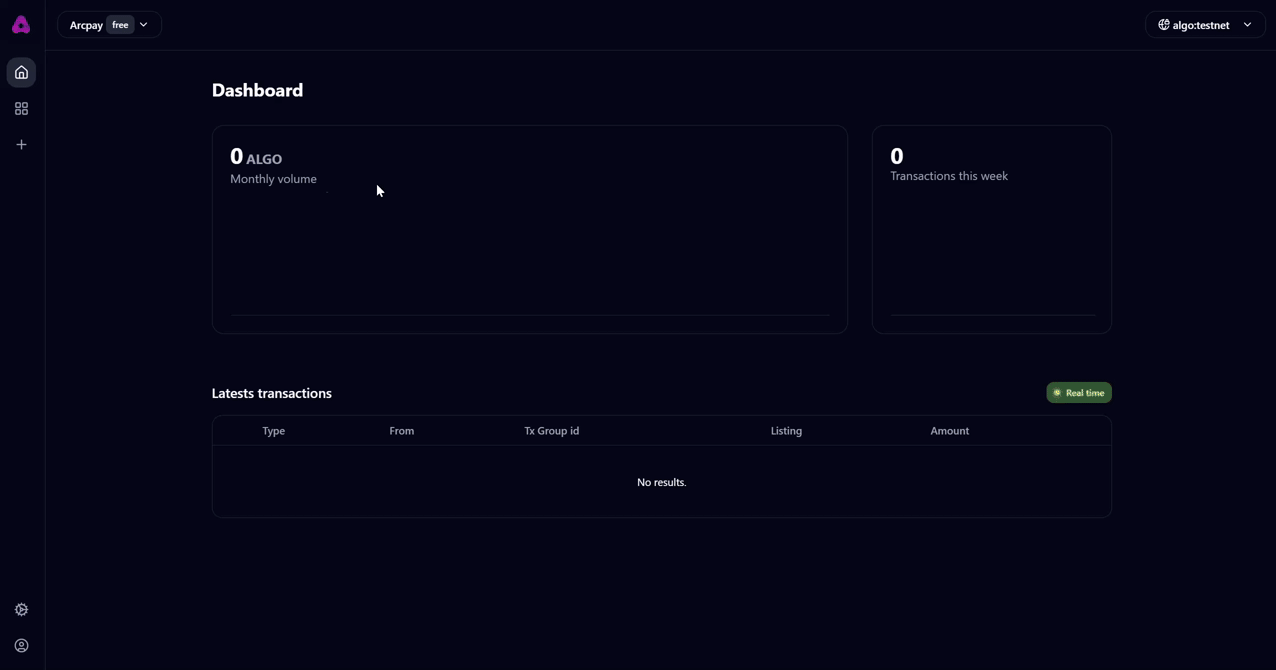 Arcpay free
algo:testnet
Dashboard
0 ALGO
Monthly volume
0
Transactions this week
Latests transactions
Real time
Type From Tx Group id Listing Amount
No results.